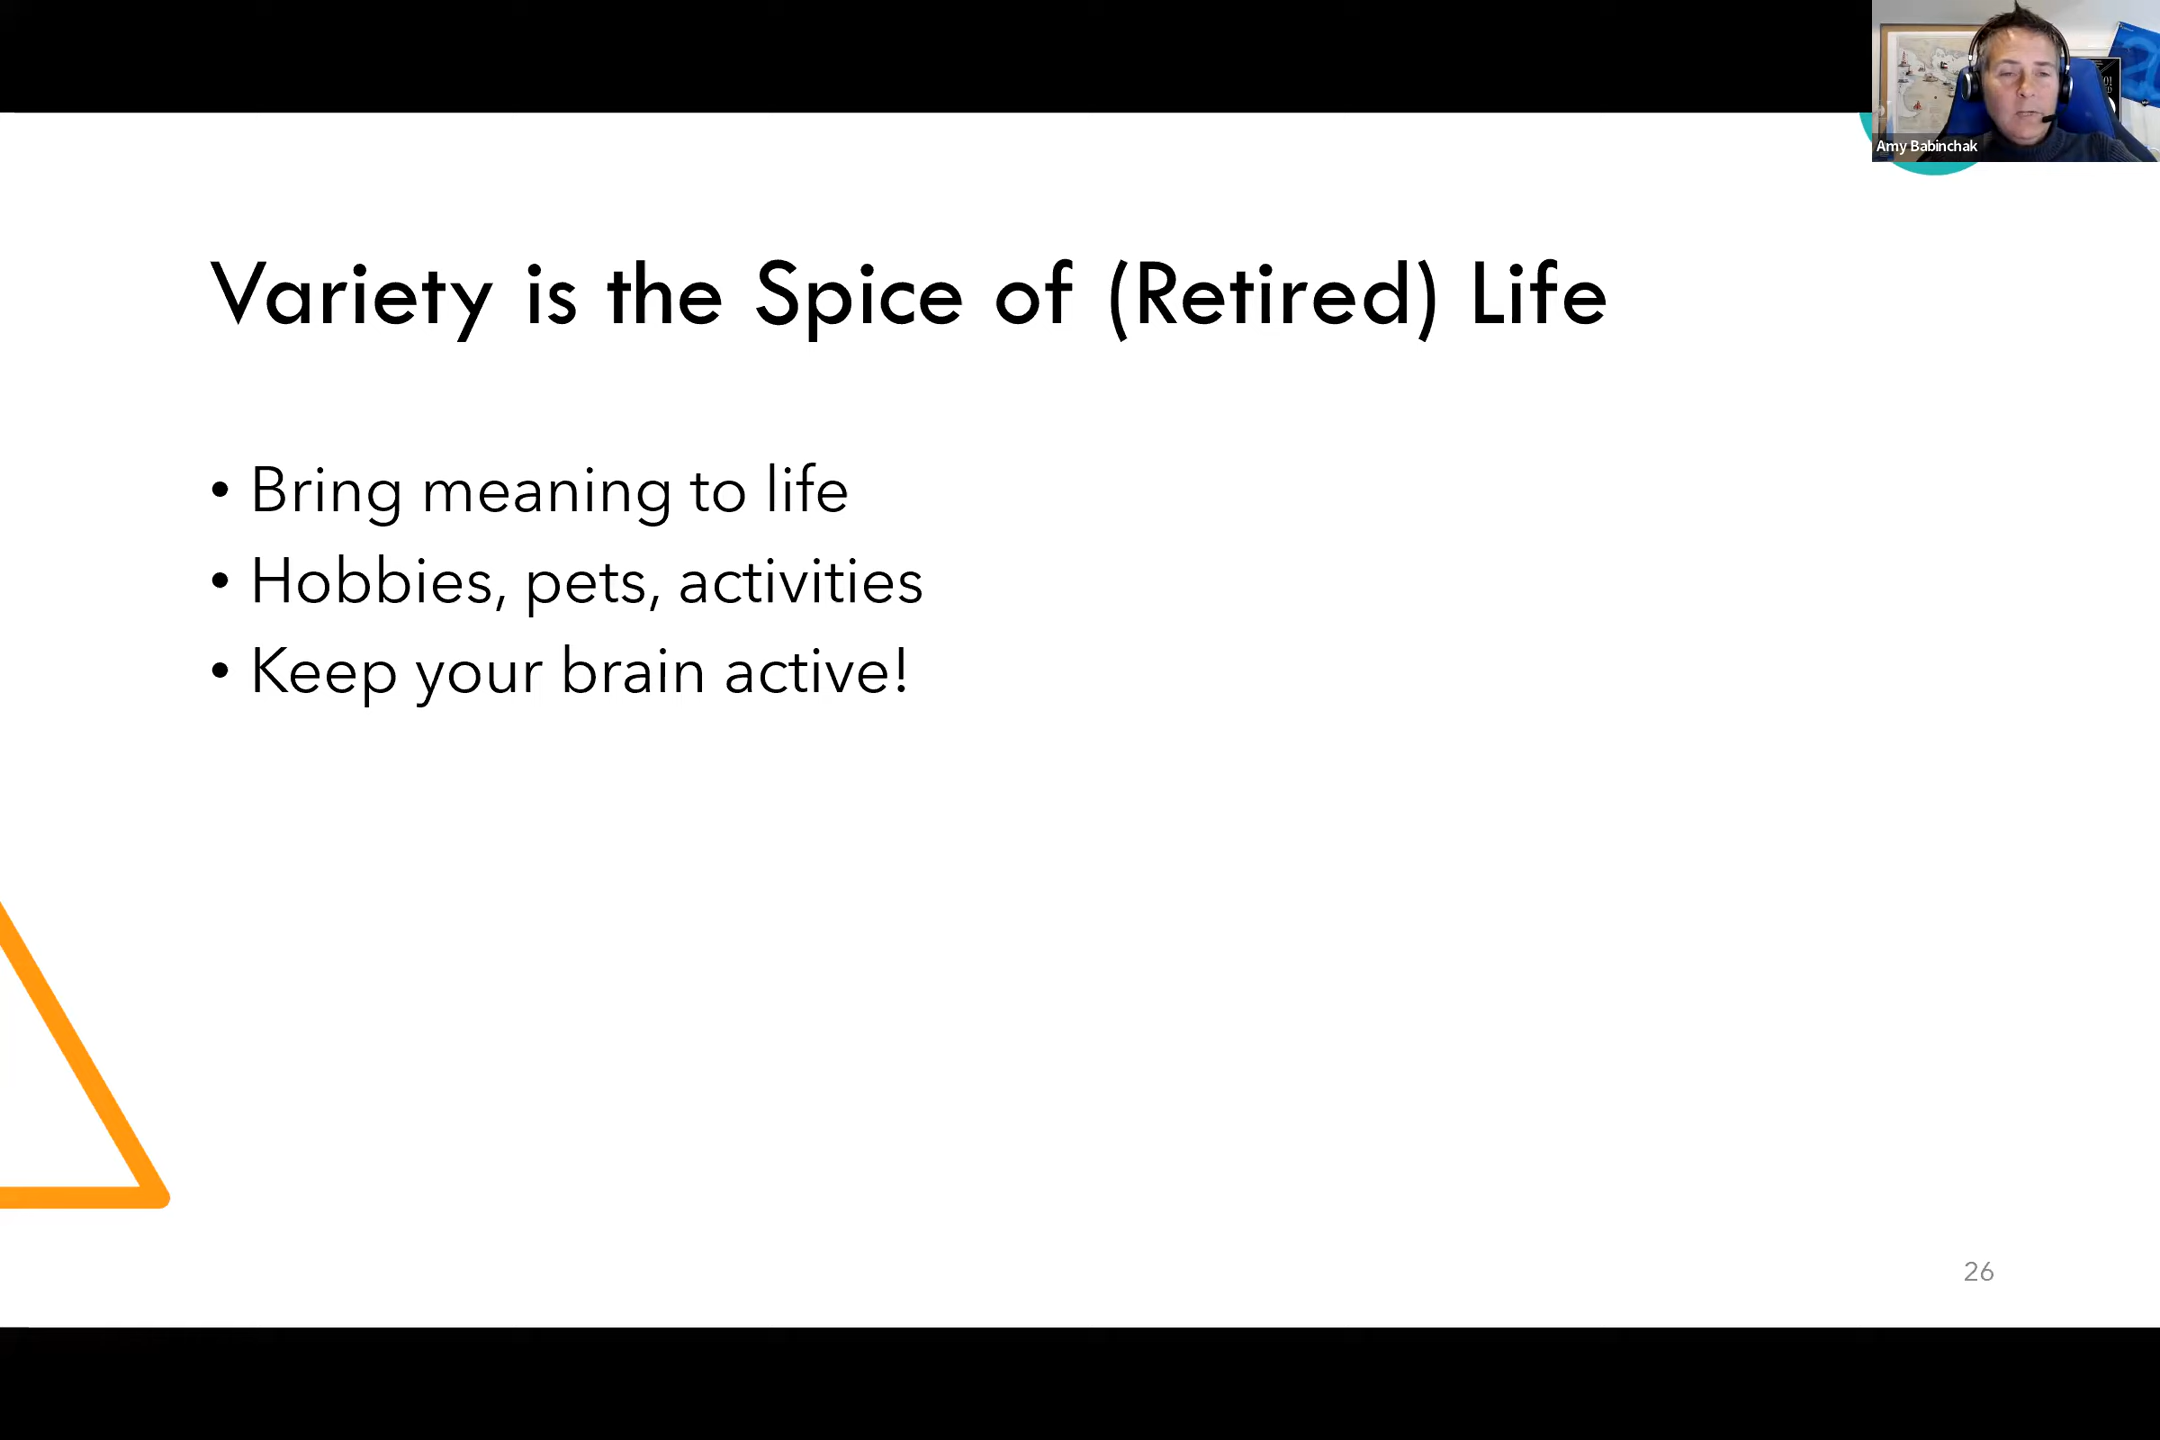 Amy Babinchak
Variety is the Spice of (Retired) Life
• Bring meaning to life
• Hobbies, pets, activities
• Keep your brain active!
26